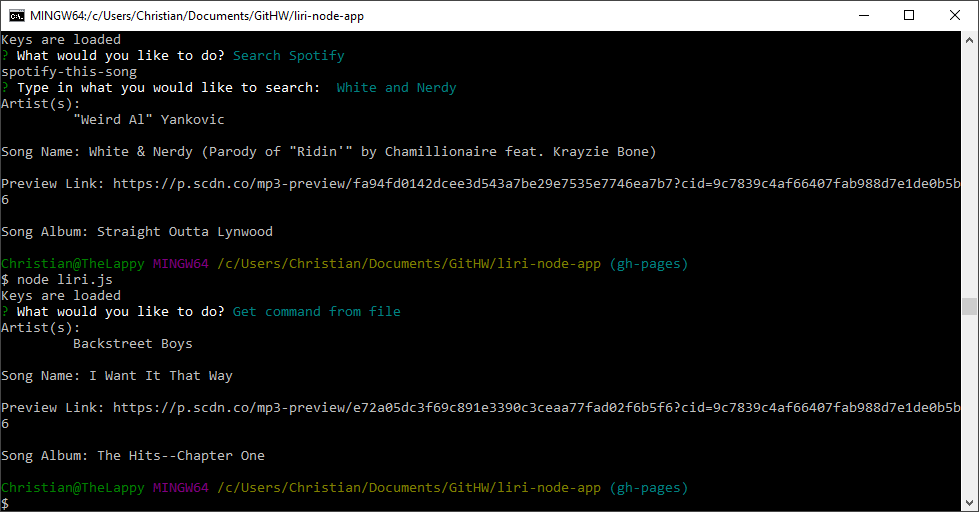 MINGW64:/c/Users/Christian/Documents/GitHW/liri-node-app
Keys are loaded
? What would you like to do? Search Spotify
spotify-this-song
? Type in what you would like to search:  White and Nerdy
Artist(s):
         "Weird Al" Yankovic
Song Name: White & Nerdy (Parody of "Ridin'" by Chamillionaire feat. Krayzie Bone)
Preview Link: https://p.scdn.co/mp3-preview/fa94fd0142dcee3d543a7be29e7535e7746ea7b7?cid=9c7839c4af66407fab988d7e1de0b5b
6
Song Album: Straight Outta Lynwood
Christian@TheLappy MINGW64 /c/Users/Christian/Documents/GitHW/liri-node-app (gh-pages)
$ node liri.js
Keys are loaded
? What would you like to do? Get command from file
Artist(s):
         Backstreet Boys
Song Name: I Want It That Way
Preview Link: https://p.scdn.co/mp3-preview/e72a05dc3f69c891e3390c3ceaa77fad02f6b5f6?cid=9c7839c4af66407fab988d7e1de0b5b
6
Song Album: The Hits--Chapter One
Christian@TheLappy MINGW64 /c/Users/Christian/Documents/GitHW/liri-node-app (gh-pages)
$